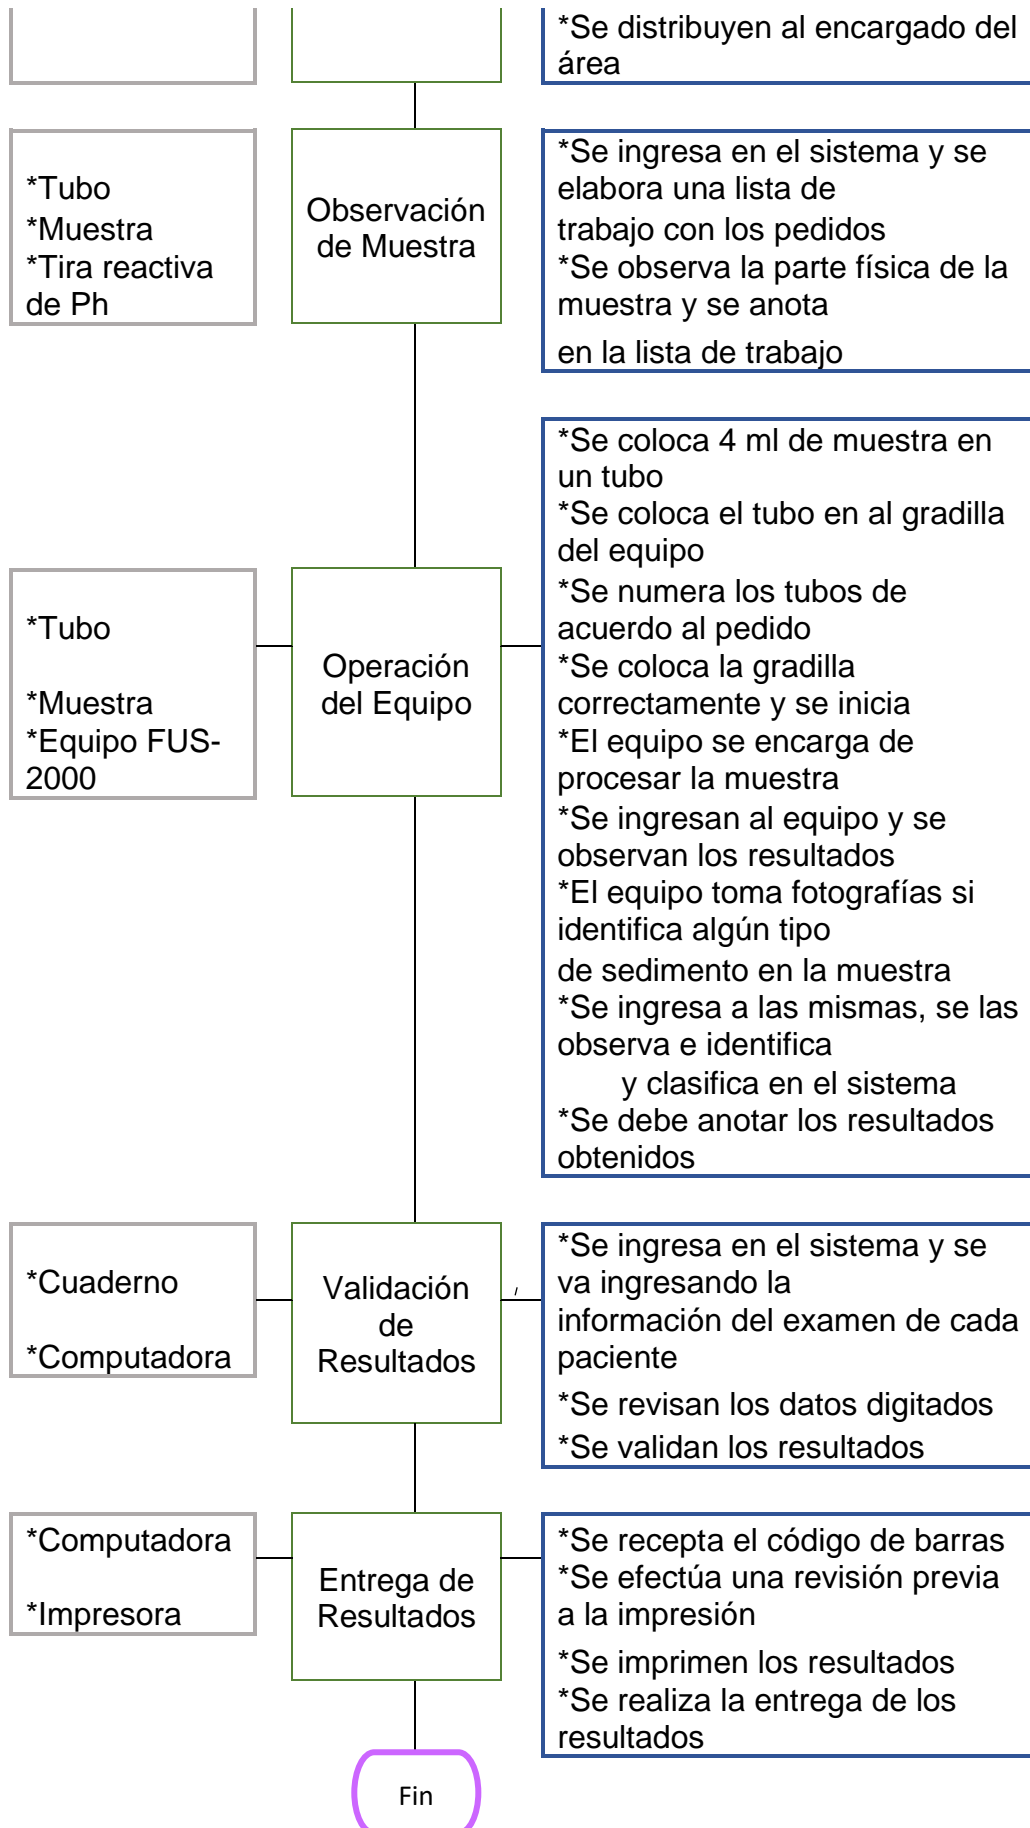 *Se distribuyen al encargado del
área
*Tubo
*Muestra
*Tira reactiva
de Ph
Observación
de Muestra
*Se ingresa en el sistema y se
elabora una lista de
trabajo con los pedidos
*Se observa la parte física de la
muestra y se anota
en la lista de trabajo
*Tubo
*Muestra
*Equipo FUS-
2000
Operación
del Equipo
*Se coloca 4 ml de muestra en
un tubo
*Se coloca el tubo en al gradilla
del equipo
*Se numera los tubos de
acuerdo al pedido
*Se coloca la gradilla
correctamente y se inicia
*El equipo se encarga de
procesar la muestra
*Se ingresan al equipo y se
observan los resultados
*El equipo toma fotografías si
identifica algún tipo
de sedimento en la muestra
*Se ingresa a las mismas, se las
observa e identifica
y clasifica en el sistema
*Se debe anotar los resultados
obtenidos
*Cuaderno
*Computadora
Validación
de
Resultados
*Se ingresa en el sistema y se
va ingresando la
información del examen de cada
paciente
*Se revisan los datos digitados
*Se validan los resultados
*Computadora
*Impresora
Entrega de
Resultados
*Se recepta el código de barras
*Se efectúa una revisión previa
a la impresión
*Se imprimen los resultados
*Se realiza la entrega de los
resultados
Fin